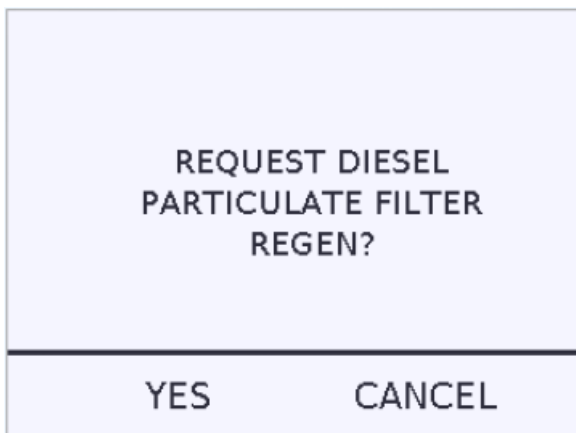 REQUEST DIESEL
PARTICULATE FILTER
REGEN?
YES CANCEL